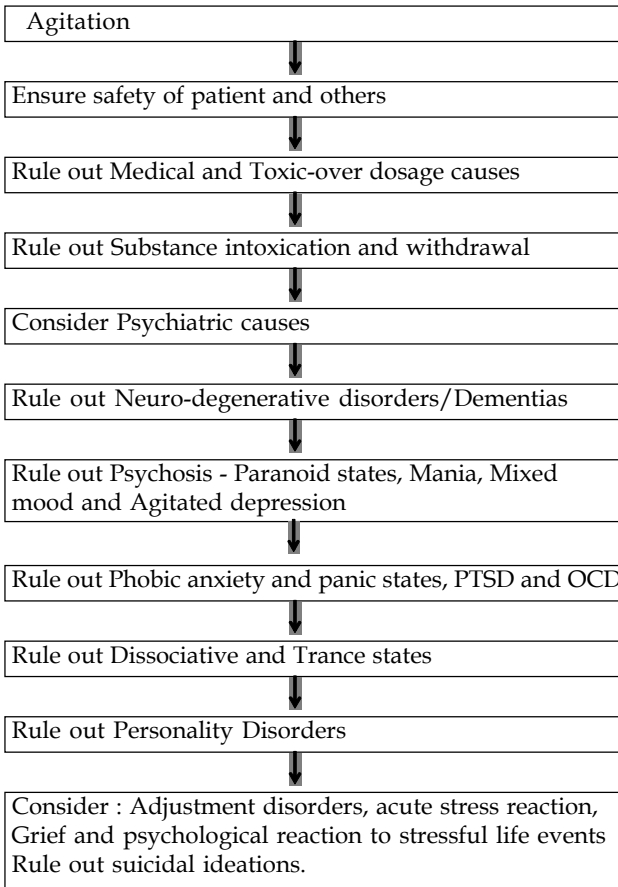 Agitation
Ensure safety of patient and others
Rule out Medical and Toxic-over dosage causes
Rule out Substance intoxication and withdrawal
Consider Psychiatric causes
Rule out Neuro-degenerative disorders/Dementias
Rule out Psychosis - Paranoid states, Mania, Mixed
mood and Agitated depression
Rule out Phobic anxiety and panic states, PTSD and OCD
Rule out Dissociative and Trance states
Rule out Personality Disorders
Consider : Adjustment disorders, acute stress reaction,
Grief and psychological reaction to stressful life events
Rule out suicidal ideations.